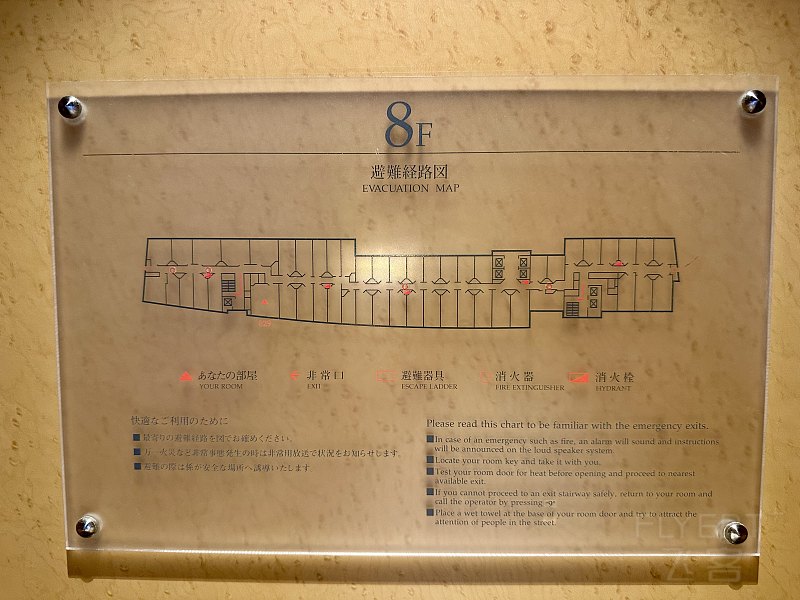 8F
避難経路図
EVACUATION MAP
あなたの部屋
YOUR ROOM
非常口
EXIT
避難器具
ESCAPE LADDER
消火器
FIRE EXTINGUISHER
消火栓
HYDRANT
快適なご利用のために
■最寄りの避難経路を図でお確めください。
■万一火災など非常事態発生の時は非常用放送で状況をお知らせします。
■避難の際は係が安全な場所へ誘導いたします
Please read this chart to be familiar with the emergency exits.
■In case of an emergency such as fire, an alarm will sound and instructions
will be announced on the loud speaker system.
■Locate your room key and take it with you.
■Test your room door for heat before opening and proceed to nearest
available exit.
■If you cannot proceed to an exit stairway safely, return to your room and
call the operator by pressing "9"
■Place a wet towel at the base of your room door and try to attract the
attention of people in the street.
FLYERT
飞客